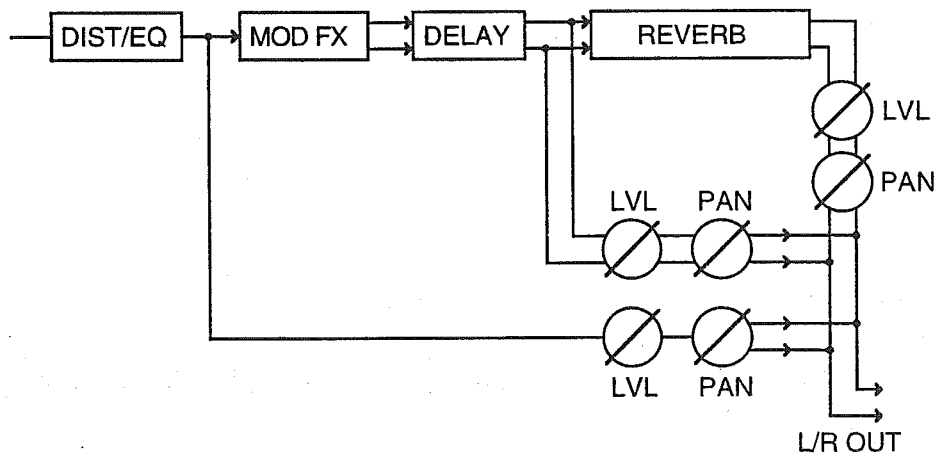 DIST/EQ
MOD FX
DELAY
REVERB
LVL
PAN
LVL
PAN
LVL
PAN
L/R OUT